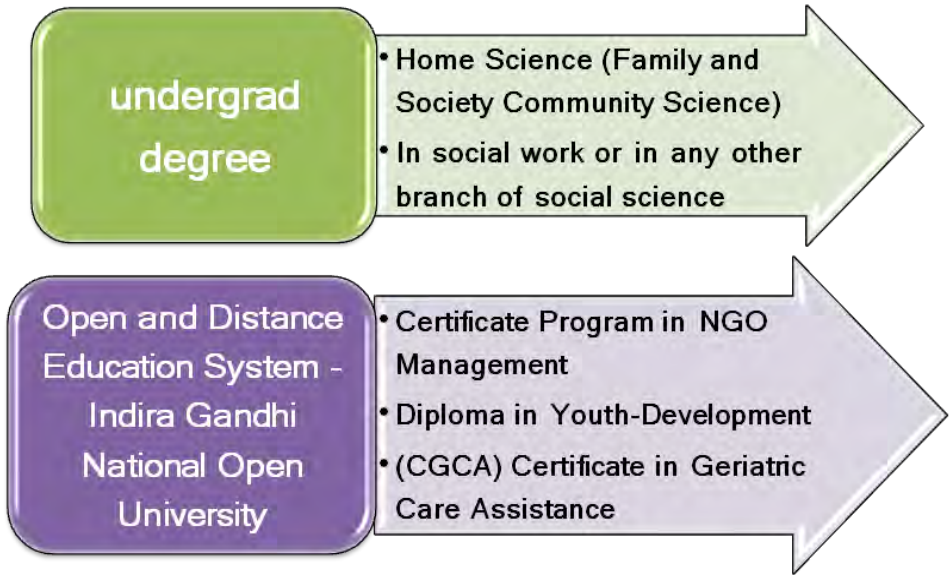 undergrad
degree
• Home Science (Family and
Society Community Science)
• In social work or in any other
branch of social science
Open and Distance
Education System -
Indira Gandhi
National Open
University
• Certificate Program in NGO
Management
• Diploma in Youth-Development
• (CGCA) Certificate in Geriatric
Care Assistance